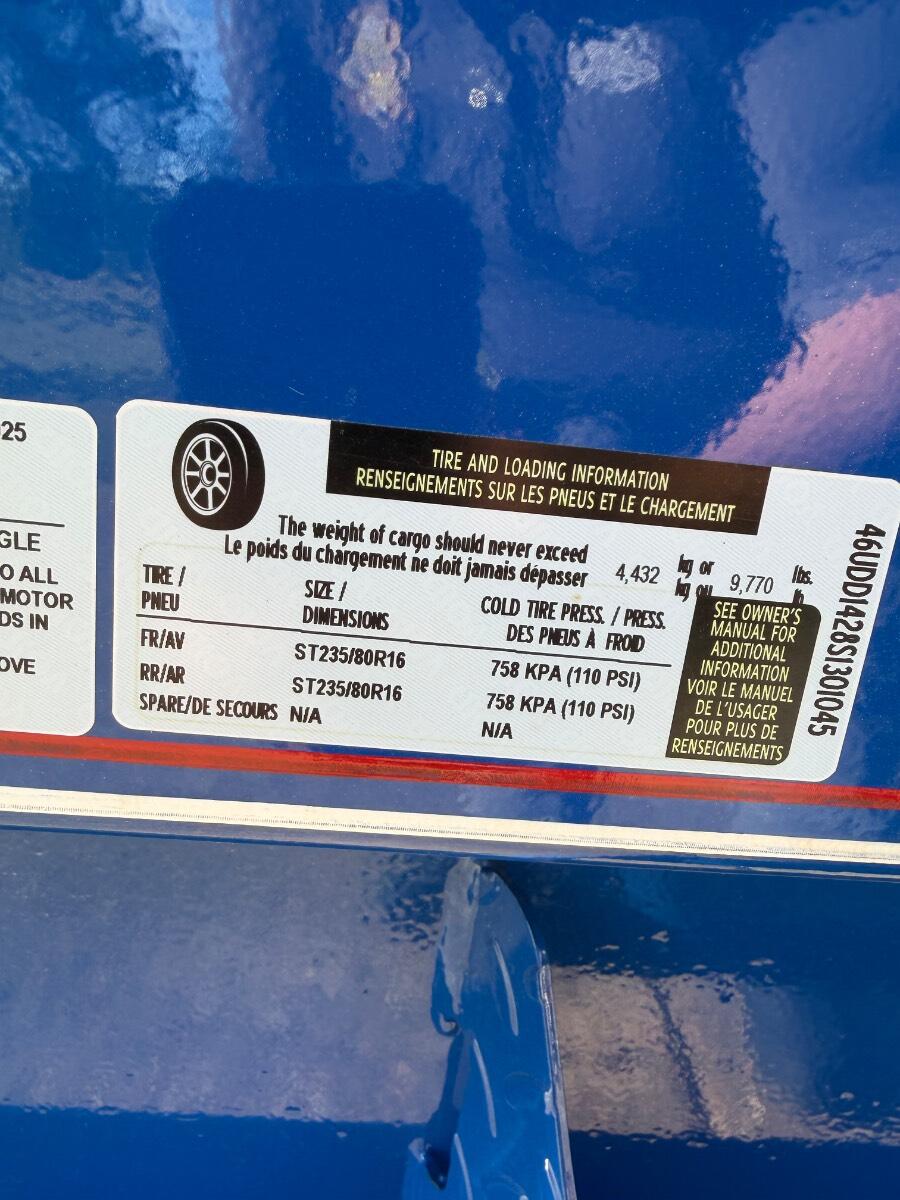 025
GLE
O ALL
MOTOR
DS IN
OVE
TIRE AND LOADING INFORMATION
RENSEIGNEMENTS SUR LES PNEUS ET LE CHARGEMENT
The weight of cargo should never exceed
Le poids du chargement ne doit jamais dépasser
4,432
kg or
kg ou
9,770
lbs.
TIRE /
PNEU
SIZE /
DIMENSIONS
COLD TIRE PRESS. / PRESS.
DES PNEUS À FROID
FR/AV ST235/80R16 758 KPA (110 PSI)
RR/AR ST235/80R16 758 KPA (110 PSI)
SPARE/DE SECOURS N/A N/A
SEE OWNER'S
MANUAL FOR
ADDITIONAL
INFORMATION
VOIR LE MANUEL
DE L'USAGER
POUR PLUS DE
RENSEIGNEMENTS
46UDD1428S1301045